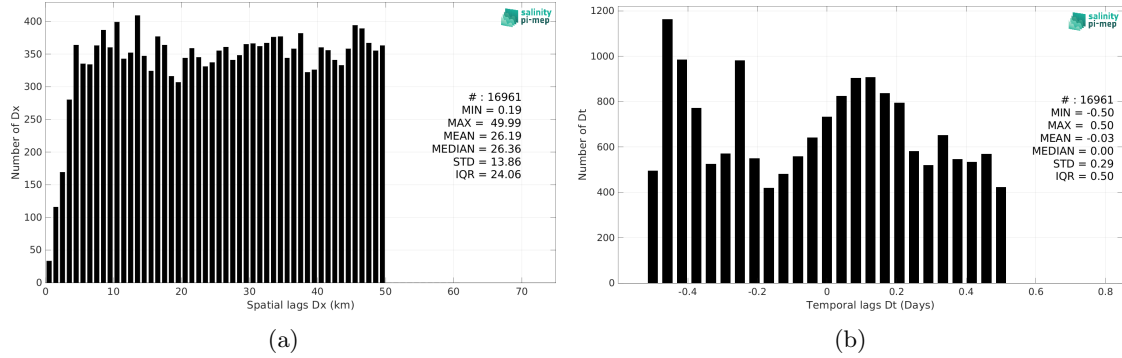 salinity
pi-mep
Number of Dx
400
350
300
250
200
150
100
50
0
# : 16961
MIN = 0.19
MAX = 49.99
MEAN = 26.19
MEDIAN = 26.36
STD = 13.86
IQR = 24.06
0 10 20 30 40 50 60 70
Spatial lags Dx (km)
(a)
salinity
pi-mep
Number of Dt
1200
1000
800
600
400
200
0
# : 16961
MIN = -0.50
MAX = 0.50
MEAN = -0.03
MEDIAN = 0.00
STD = 0.29
IQR = 0.50
-0.4 -0.2 0 0.2 0.4 0.6 0.8
Temporal lags Dt (Days)
(b)